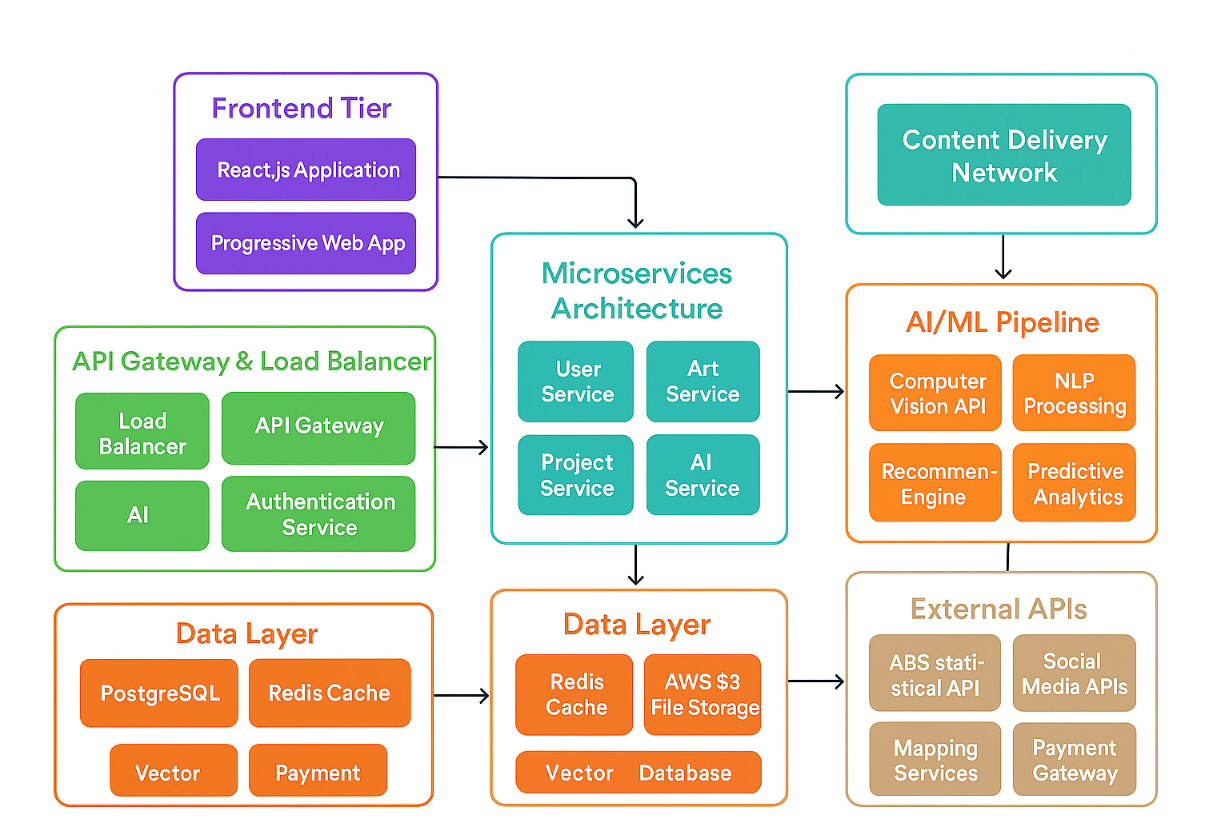 Frontend Tier
React.js Application
Progressive Web App
Content Delivery
Network
Microservices
Architecture
User
Service
Art
Service
Project
Service
AI
Service
API Gateway & Load Balancer
Load
Balancer
API Gateway
AI
Authentication
Service
AI/ML Pipeline
Computer
Vision API
NLP
Processing
Recommen-
Engine
Predictive
Analytics
Data Layer
PostgreSQL
Redis Cache
Vector
Payment
Data Layer
Redis
Cache
AWS $3
File Storage
Vector Database
External APIs
ABS stati-
stical API
Social
Media APIs
Mapping
Services
Payment
Gateway